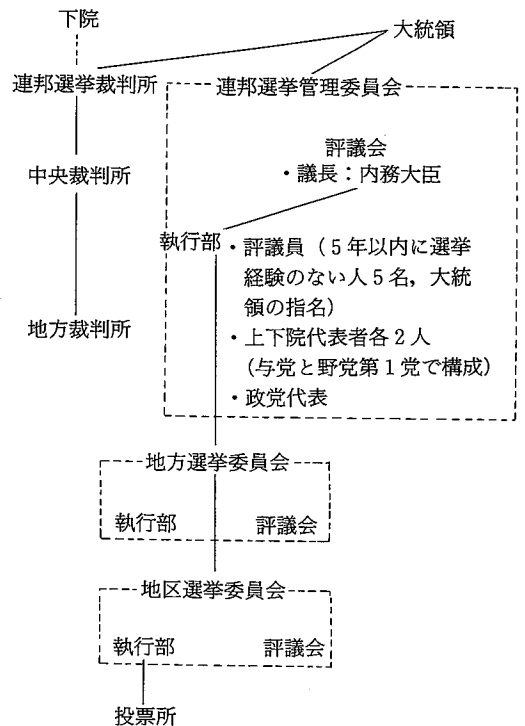 下院
大統領
連邦選挙裁判所
連邦選挙管理委員会
評議会
・議長：内務大臣
中央裁判所
執行部
・評議員（5年以内に選挙
経験のない人5名，大統
領の指名）
・上下院代表者各2人
（与党と野党第1党で構成）
・政党代表
地方裁判所
地方選挙委員会
執行部 評議会
地区選挙委員会
執行部 評議会
投票所